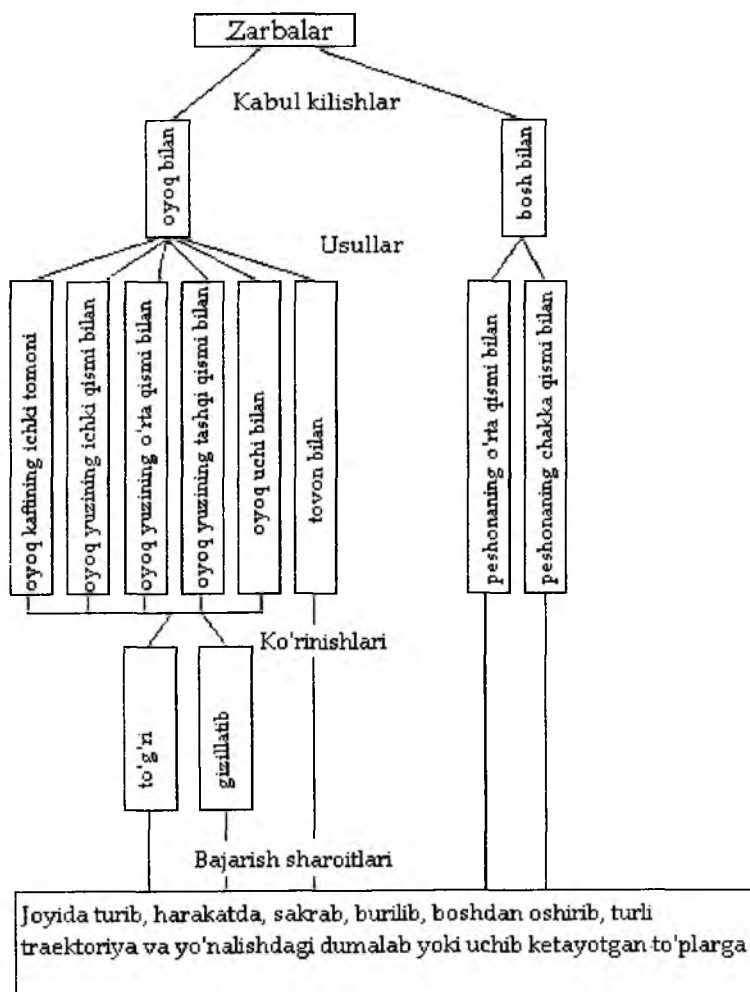 Zarbalar
Kabul kilishlar
oyoq bilan
bosh bilan
Usullar
oyoq kaftining ichki tomoni
oyoq yuzining ichki qismi bilan
oyoq yuzining o'rta qismi bilan
oyoq yuzining tashqi qismi bilan
oyoq uchi bilan
tovon bilan
peshonaning o'rta qismi bilan
peshonaning chakka qismi bilan
Ko'rinishlari
to'g'ri
gizillatib
Bajarish sharoitlari
Joyida turib, harakatda, sakrab, burilib, boshdan oshirib, turli
traektoriya va yo'nalishdagi dumalab yoki uchib ketayotgan to'plarga